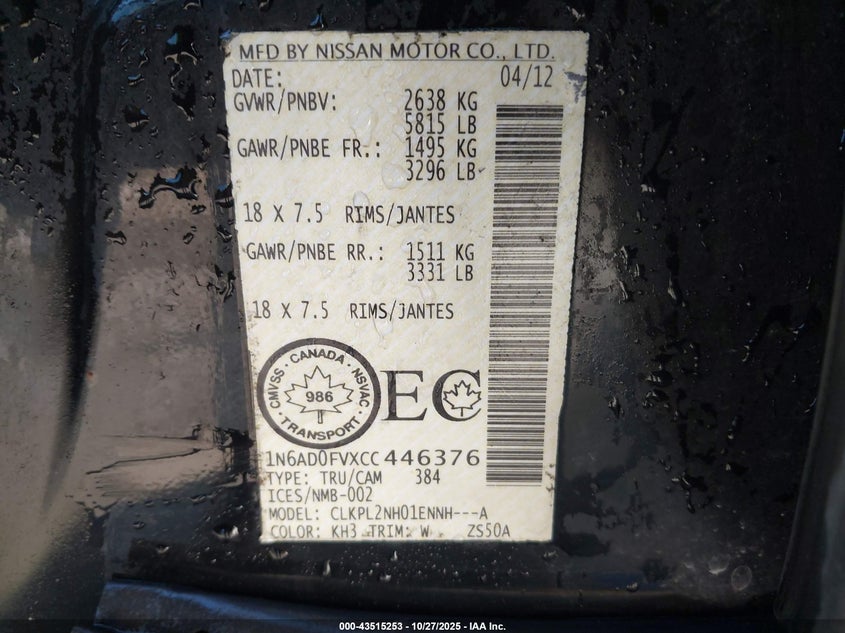 MFD BY NISSAN MOTOR CO., LTD.
DATE: 04/12
GVWR/PNBV: 2638 KG
5815 LB
GAWR/PNBE FR.: 1495 KG
3296 LB
18 X 7.5 RIMS/JANTES
GAWR/PNBE RR.: 1511 KG
3331 LB
18 X 7.5 RIMS/JANTES
CMVSS · CANADA · NSVAC
986
· TRANSPORT ·
EC
1N6AD0FVXCC 446376
TYPE: TRU/CAM 384
ICES/NMB-002
MODEL: CLKPL2NH01ENNH---A
COLOR: KH3 TRIM: W ZS50A
000-43515253 - 10/27/2025 - IAA Inc.